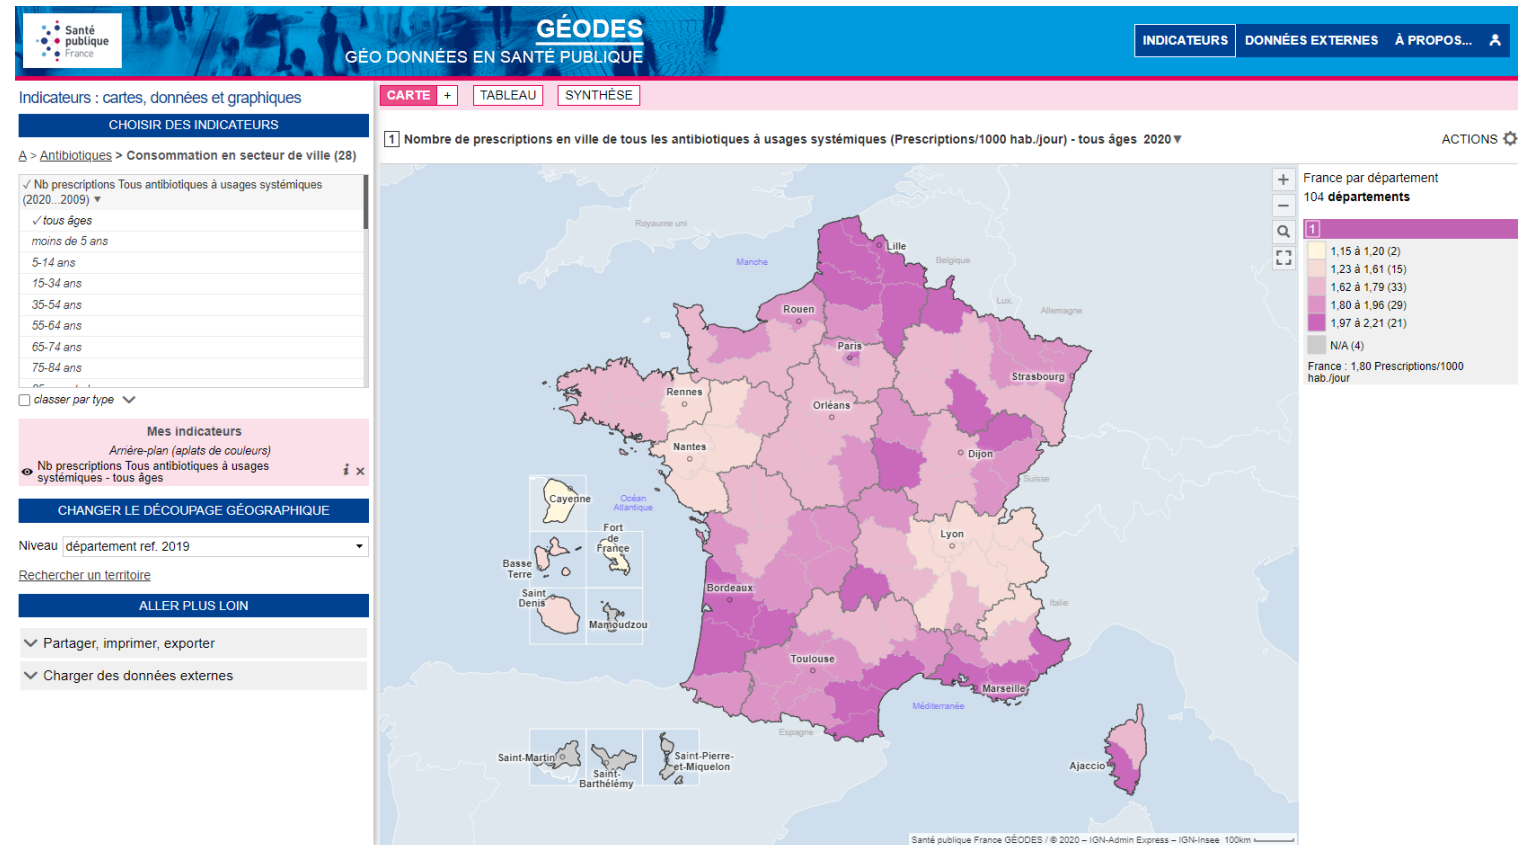 Santé
publique
France
GÉODES
GÉO DONNÉES EN SANTÉ PUBLIQUE
INDICATEURS
DONNÉES EXTERNES
À PROPOS...
Indicateurs : cartes, données et graphiques
CHOISIR DES INDICATEURS
A > Antibiotiques > Consommation en secteur de ville (28)
✓ Nb prescriptions Tous antibiotiques à usages systémiques
(2020...2009) ▼
✓ tous âges
moins de 5 ans
5-14 ans
15-34 ans
35-54 ans
55-64 ans
65-74 ans
75-84 ans
classer par type
Mes indicateurs
Arrière-plan (aplats de couleurs)
Nb prescriptions Tous antibiotiques à usages
systémiques - tous âges
i ×
CHANGER LE DÉCOUPAGE GÉOGRAPHIQUE
Niveau département ref. 2019
Rechercher un territoire
ALLER PLUS LOIN
Partager, imprimer, exporter
Charger des données externes
CARTE +
TABLEAU
SYNTHÈSE
1 Nombre de prescriptions en ville de tous les antibiotiques à usages systémiques (Prescriptions/1000 hab./jour) - tous âges 2020 ▼
ACTIONS
Royaume uni
Lille
Manche
Belgique
Lux.
Rouen
Allemagne
Paris
Strasbourg
Rennes
Orléans
Nantes
Dijon
Suisse
Cayenne
Océan
Atlantique
Fort
de
France
Lyon
Basse
Terre
Bordeaux
Saint
Denis
Italie
Mamoudzou
Toulouse
Marseille
Méditerranée
Espagne
Saint-Martin
Saint-
Barthélémy
Saint-Pierre-
et-Miquelon
Ajaccio
+
−
France par département
104 départements
1
1,15 à 1,20 (2)
1,23 à 1,61 (15)
1,62 à 1,79 (33)
1,80 à 1,96 (29)
1,97 à 2,21 (21)
N/A (4)
France : 1,80 Prescriptions/1000
hab./jour
Santé publique France GÉODES / © 2020 – IGN-Admin Express – IGN-Insee 100km